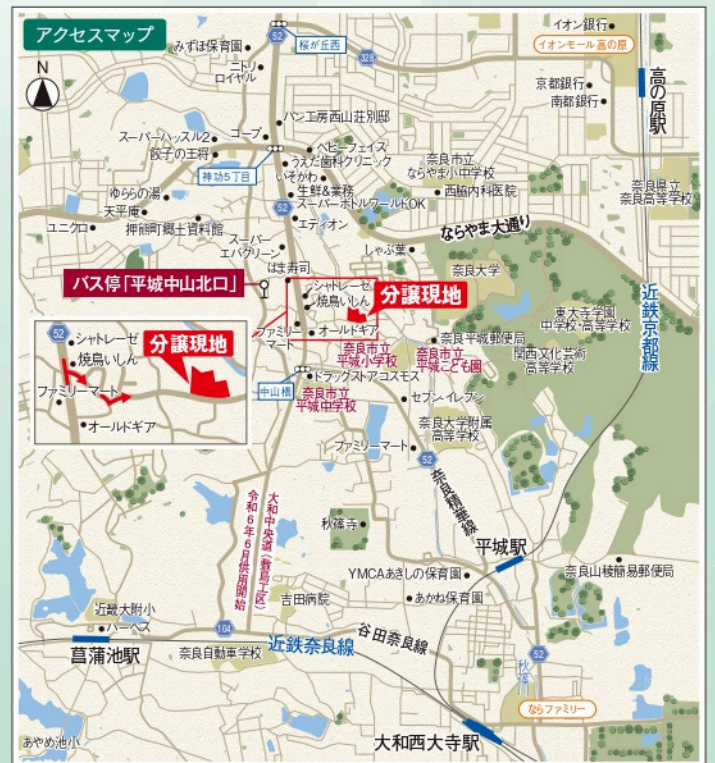 アクセスマップ
N
52
桜が丘西
みずほ保育園
ニトリ
ロイヤル
328
イオン銀行
イオンモール高の原
京都銀行
南都銀行
高の原駅
パン工房西山荘別邸
スーパーハッスル2
コープ
餃子の王将
神功5丁目
ベビーフェイス
うえだ歯科クリニック
いそかわ
生鮮&業務
スーパーボトルワールドOK
52
エディオン
奈良市立
ならやま小中学校
西脇内科医院
奈良県立
奈良高等学校
ゆららの湯
天平庵
ユニクロ
押熊町郷土資料館
スーパー
エバグリーン
はま寿司
しゃぶ葉
ならやま大通り
奈良大学
バス停「平城中山北口」
シャトレーゼ
焼鳥いしん
分譲現地
ファミリー
マート
オールドギア
東大寺学園
中学校・高等学校
近鉄京都線
奈良平城郵便局
関西文化芸術
高等学校
奈良市立
平城小学校
奈良市立
平城こども園
52
シャトレーゼ
焼鳥いしん
分譲現地
ファミリーマート
オールドギア
中山橋
ドラッグストアコスモス
奈良市立
平城中学校
セブンイレブン
奈良大学附属
高等学校
ファミリーマート
52
奈良精華線
大和中央道(敷島工区)
令和6年6月供用開始
秋篠寺
平城駅
YMCAあきしの保育園
あかね保育園
奈良山稜簡易郵便局
吉田病院
近畿大附小
ハーベス
菖蒲池駅
104
奈良自動車学校
近鉄奈良線
谷田奈良線
52
秋篠川
ならファミリー
大和西大寺駅
あやめ池小